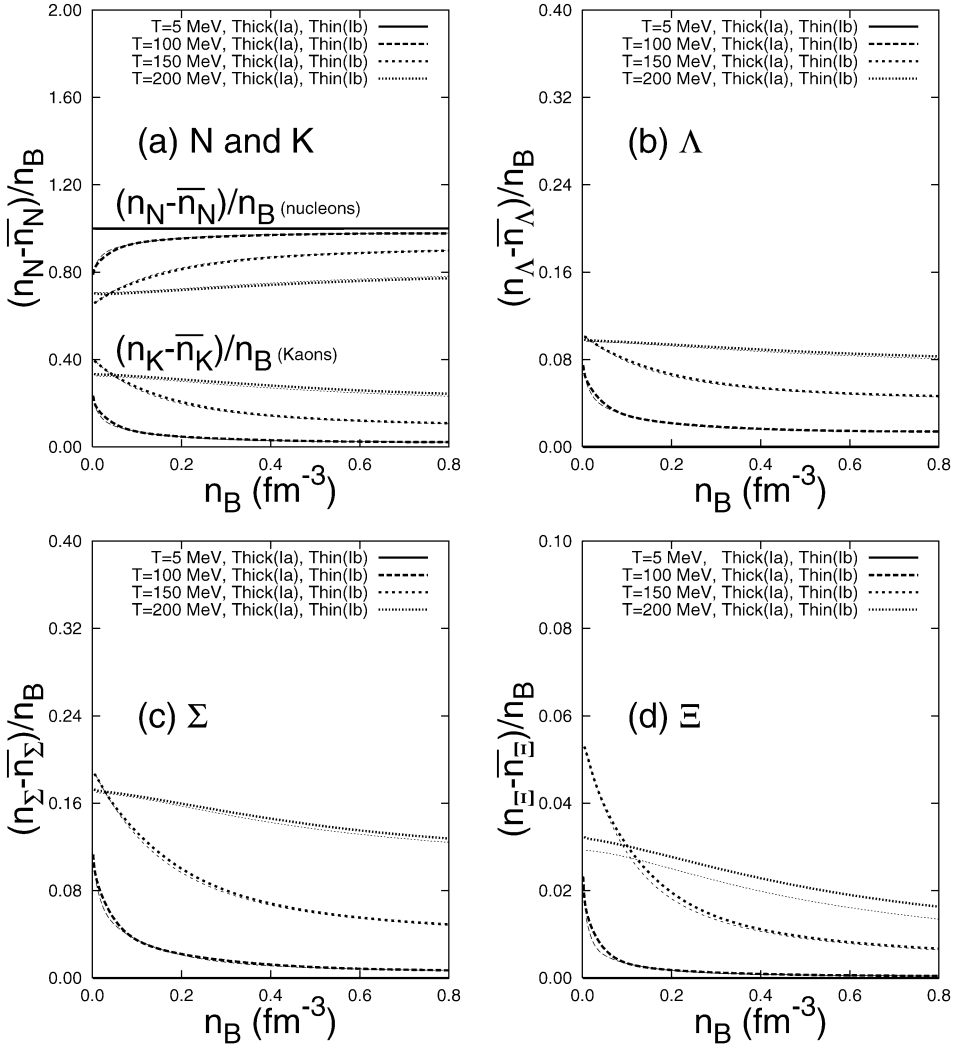 T=5 MeV, Thick(Ia), Thin(Ib)
T=100 MeV, Thick(Ia), Thin(Ib)
T=150 MeV, Thick(Ia), Thin(Ib)
T=200 MeV, Thick(Ia), Thin(Ib)
(a) N and K
(n_N-n̅_N)/n_B (nucleons)
(n_K-n̅_K)/n_B (Kaons)
(n_N-n̅_N)/n_B
2.00
1.60
1.20
0.80
0.40
0.00
0.0 0.2 0.4 0.6 0.8
n_B (fm⁻³)
T=5 MeV, Thick(Ia), Thin(Ib)
T=100 MeV, Thick(Ia), Thin(Ib)
T=150 MeV, Thick(Ia), Thin(Ib)
T=200 MeV, Thick(Ia), Thin(Ib)
(b) Λ
(n_Λ-n̅_Λ)/n_B
0.40
0.32
0.24
0.16
0.08
0.00
0.0 0.2 0.4 0.6 0.8
n_B (fm⁻³)
T=5 MeV, Thick(Ia), Thin(Ib)
T=100 MeV, Thick(Ia), Thin(Ib)
T=150 MeV, Thick(Ia), Thin(Ib)
T=200 MeV, Thick(Ia), Thin(Ib)
(c) Σ
(n_Σ-n̅_Σ)/n_B
0.40
0.32
0.24
0.16
0.08
0.00
0.0 0.2 0.4 0.6 0.8
n_B (fm⁻³)
T=5 MeV, Thick(Ia), Thin(Ib)
T=100 MeV, Thick(Ia), Thin(Ib)
T=150 MeV, Thick(Ia), Thin(Ib)
T=200 MeV, Thick(Ia), Thin(Ib)
(d) Ξ
(n_Ξ-n̅_Ξ)/n_B
0.10
0.08
0.06
0.04
0.02
0.00
0.0 0.2 0.4 0.6 0.8
n_B (fm⁻³)